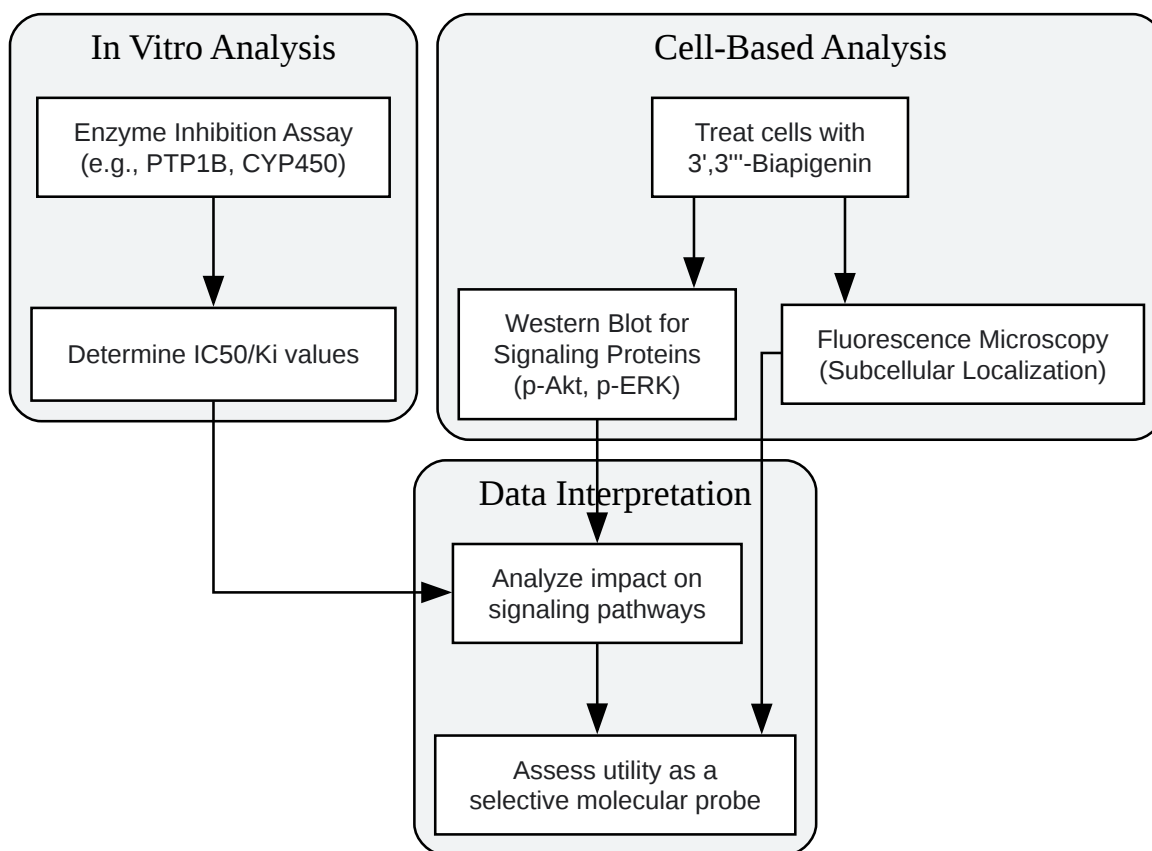 In Vitro Analysis
Enzyme Inhibition Assay
(e.g., PTP1B, CYP450)
Determine IC50/Ki values
Cell-Based Analysis
Treat cells with
3',3'''-Biapigenin
Western Blot for
Signaling Proteins
(p-Akt, p-ERK)
Fluorescence Microscopy
(Subcellular Localization)
Data Interpretation
Analyze impact on
signaling pathways
Assess utility as a
selective molecular probe